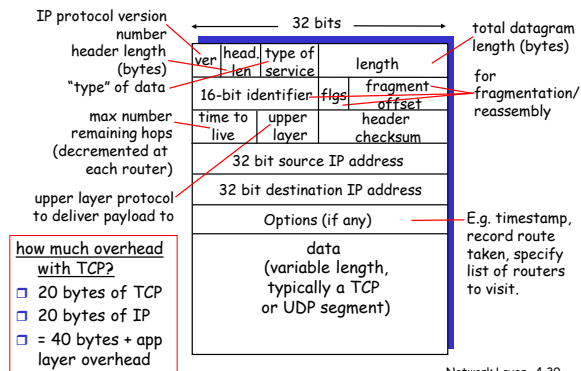 IP protocol version
number
header length
(bytes)
"type" of data
max number
remaining hops
(decremented at
each router)
upper layer protocol
to deliver payload to
how much overhead
with TCP?
20 bytes of TCP
20 bytes of IP
= 40 bytes + app
layer overhead
32 bits
ver
head.
len
type of
service
length
16-bit identifier
flgs
fragment
offset
time to
live
upper
layer
header
checksum
32 bit source IP address
32 bit destination IP address
Options (if any)
data
(variable length,
typically a TCP
or UDP segment)
total datagram
length (bytes)
for
fragmentation/
reassembly
E.g. timestamp,
record route
taken, specify
list of routers
to visit.